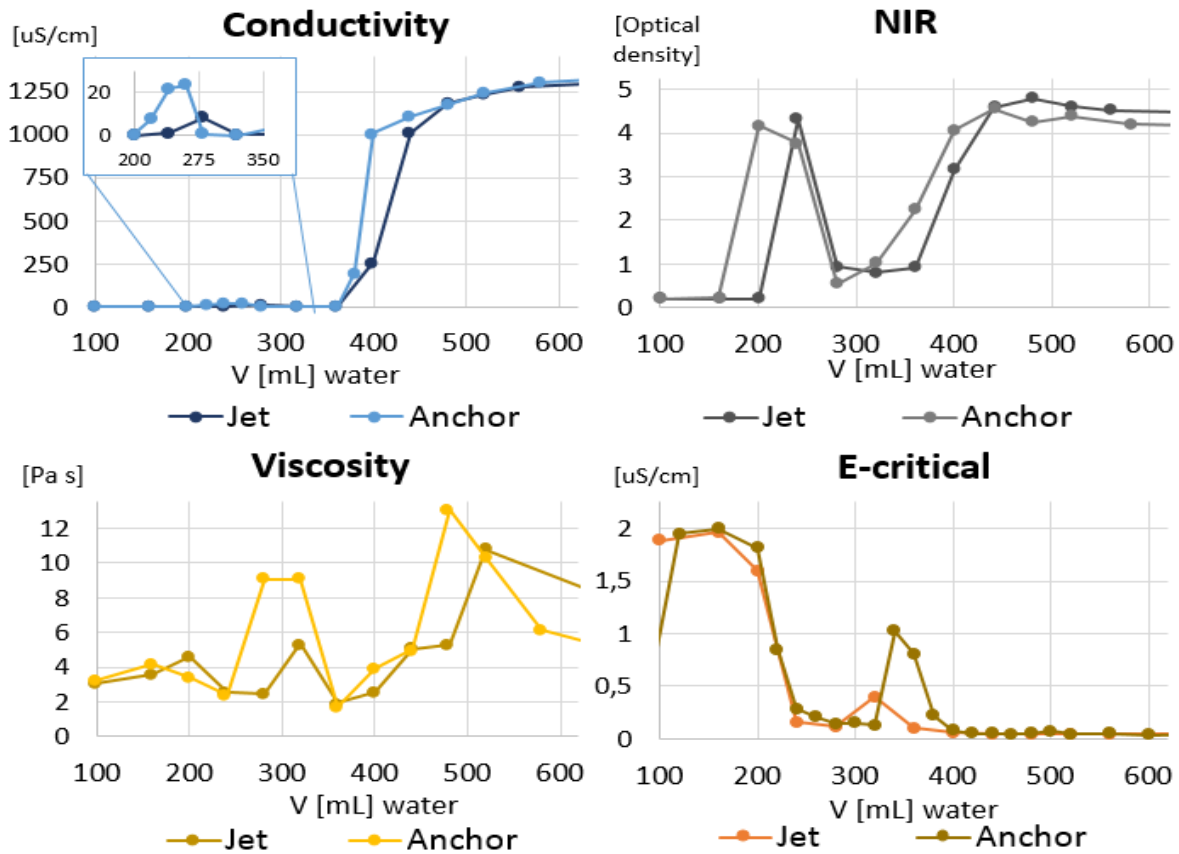 Conductivity
[uS/cm]
1250
1000
750
500
250
0
20
0
200 275 350
100 200 300 400 500 600
V [mL] water
Jet Anchor
NIR
[Optical
density]
5
4
3
2
1
0
100 200 300 400 500 600
V [mL] water
Jet Anchor
Viscosity
[Pa s]
12
10
8
6
4
2
0
100 200 300 400 500 600
V [mL] water
Jet Anchor
E-critical
[uS/cm]
2
1,5
1
0,5
0
100 200 300 400 500 600
V [mL] water
Jet Anchor